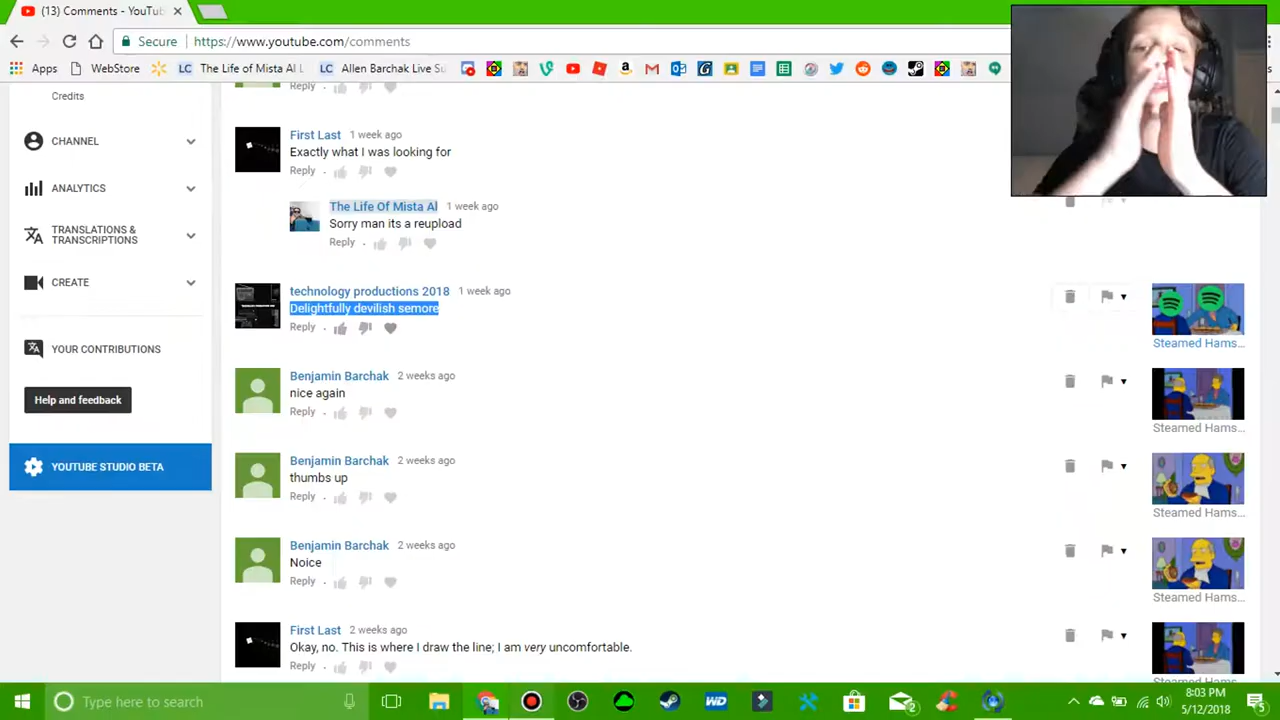 (13) Comments - YouTub
Secure
https://www.youtube.com/comments
Apps
WebStore
LC
The Life of Mista Al L
LC
Allen Barchak Live Su
Credits
Reply
CHANNEL
ANALYTICS
TRANSLATIONS &
TRANSCRIPTIONS
CREATE
YOUR CONTRIBUTIONS
Help and feedback
YOUTUBE STUDIO BETA
First Last 1 week ago
Exactly what I was looking for
Reply
The Life Of Mista Al 1 week ago
Sorry man its a reupload
Reply
technology productions 2018 1 week ago
Delightfully devilish semore
Reply
Steamed Hams...
Benjamin Barchak 2 weeks ago
nice again
Reply
Steamed Hams...
Benjamin Barchak 2 weeks ago
thumbs up
Reply
Steamed Hams...
Benjamin Barchak 2 weeks ago
Noice
Reply
Steamed Hams...
First Last 2 weeks ago
Okay, no. This is where I draw the line; I am very uncomfortable.
Reply
Type here to search
WD
2
8:03 PM
5/12/2018
5